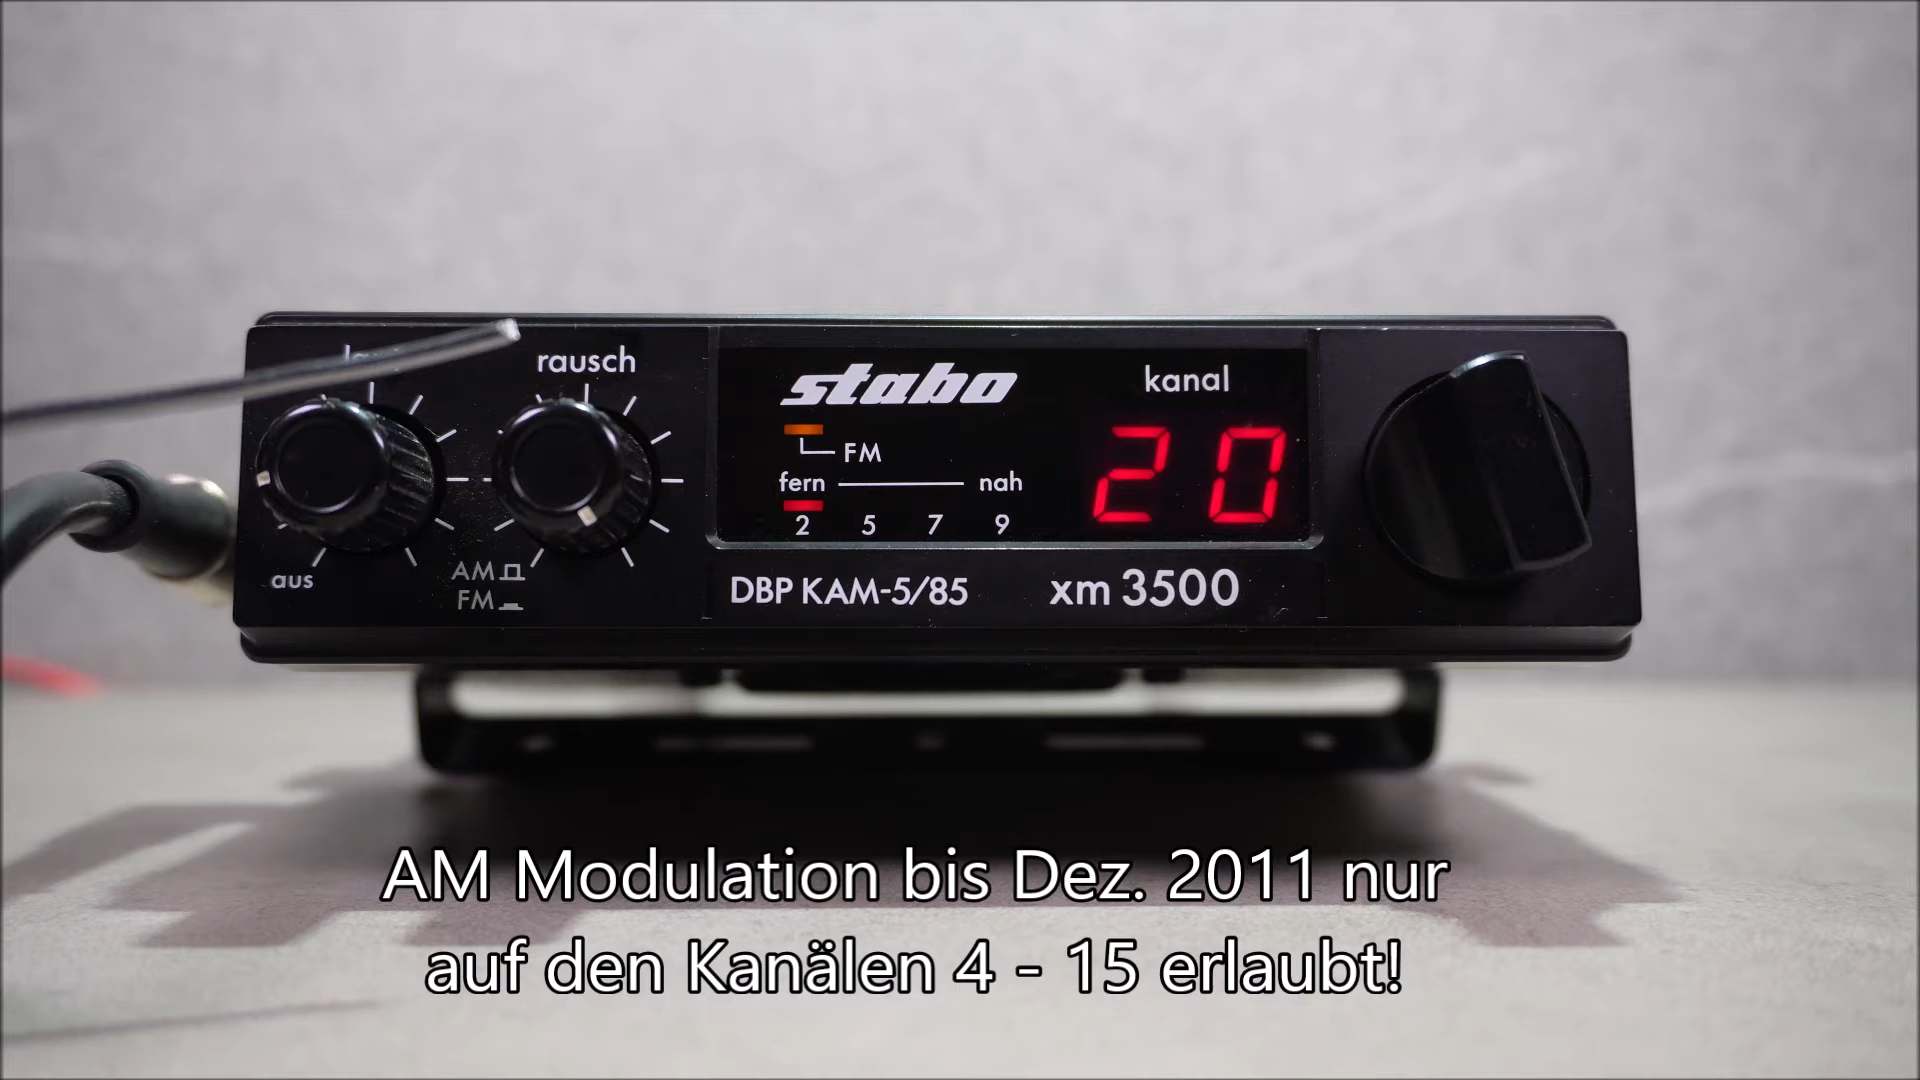 rausch
stabo
kanal
FM
20
fern
nah
2 5 7 9
aus
AM
FM
DBP KAM-5/85
xm 3500
AM Modulation bis Dez. 2011 nur
auf den Kanälen 4 - 15 erlaubt!